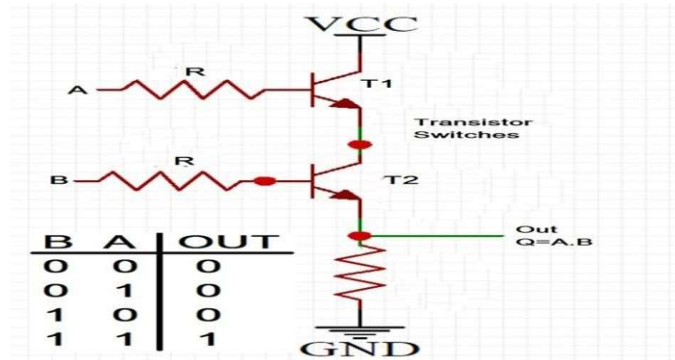 VCC
R
A
T1
Transistor
Switches
R
B
T2
Out
Q=A.B
B A OUT
0 0 0
0 1 0
1 0 0
1 1 1
GND